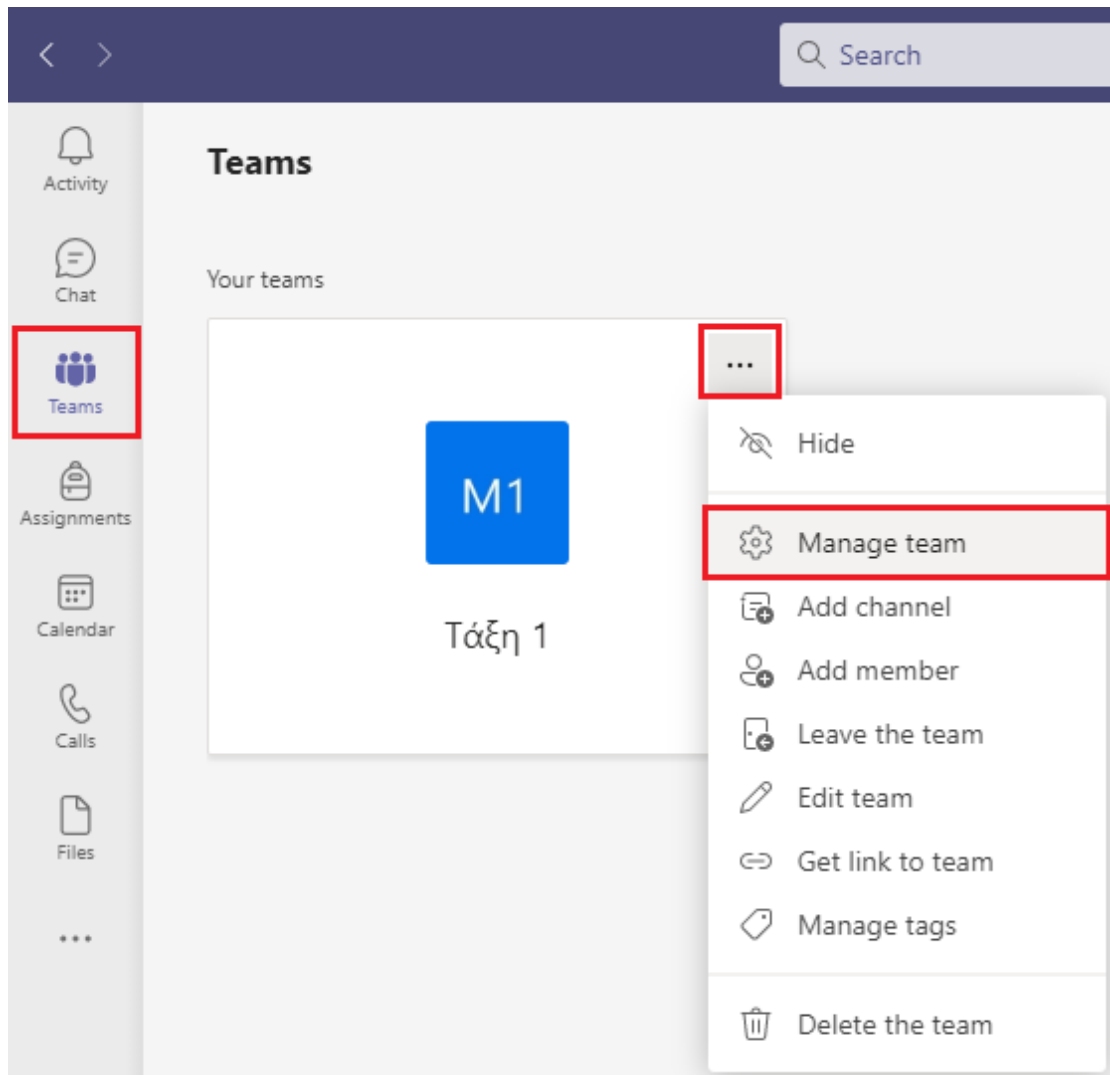 Search
Activity
Teams
Chat
Your teams
Teams
...
Hide
M1
Manage team
Assignments
Add channel
Calendar
Τάξη 1
Add member
Calls
Leave the team
Edit team
Files
Get link to team
Manage tags
...
Delete the team